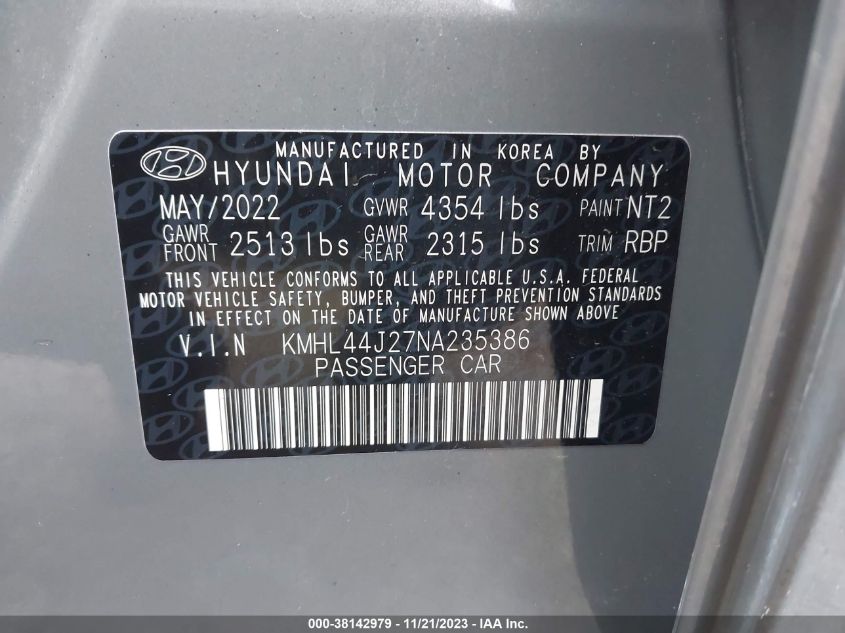 MANUFACTURED IN KOREA BY
HYUNDAI MOTOR COMPANY
MAY/2022 GVWR 4354 lbs PAINT NT2
GAWR FRONT 2513 lbs GAWR REAR 2315 lbs TRIM RBP
THIS VEHICLE CONFORMS TO ALL APPLICABLE U.S.A. FEDERAL
MOTOR VEHICLE SAFETY, BUMPER, AND THEFT PREVENTION STANDARDS
IN EFFECT ON THE DATE OF MANUFACTURE SHOWN ABOVE
V.I.N KMHL44J27NA235386
PASSENGER CAR
000-38142979 — 11/21/2023 — IAA Inc.